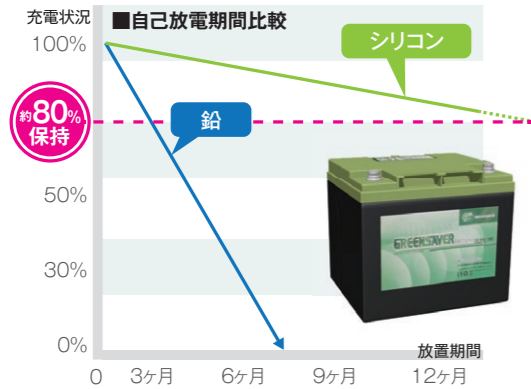 充電状況
■自己放電期間比較
100%
シリコン
約80%
保持
鉛
50%
GREENSAVER
30%
0%
放置期間
0 3ヶ月 6ヶ月 9ヶ月 12ヶ月